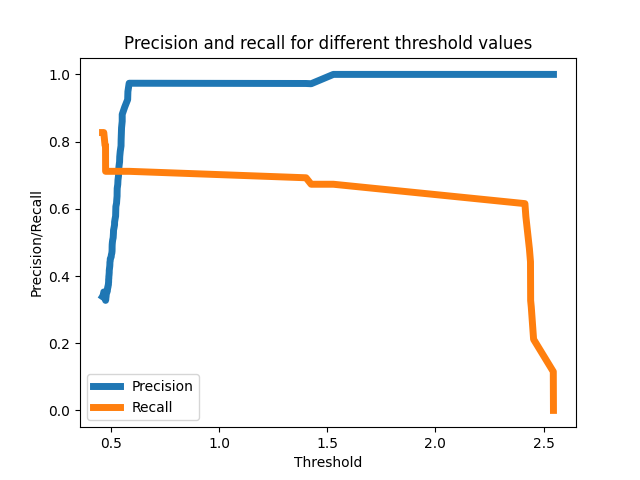 Precision and recall for different threshold values
1.0
0.8
0.6
0.4
0.2
0.0
Precision/Recall
Precision
Recall
0.5 1.0 1.5 2.0 2.5
Threshold